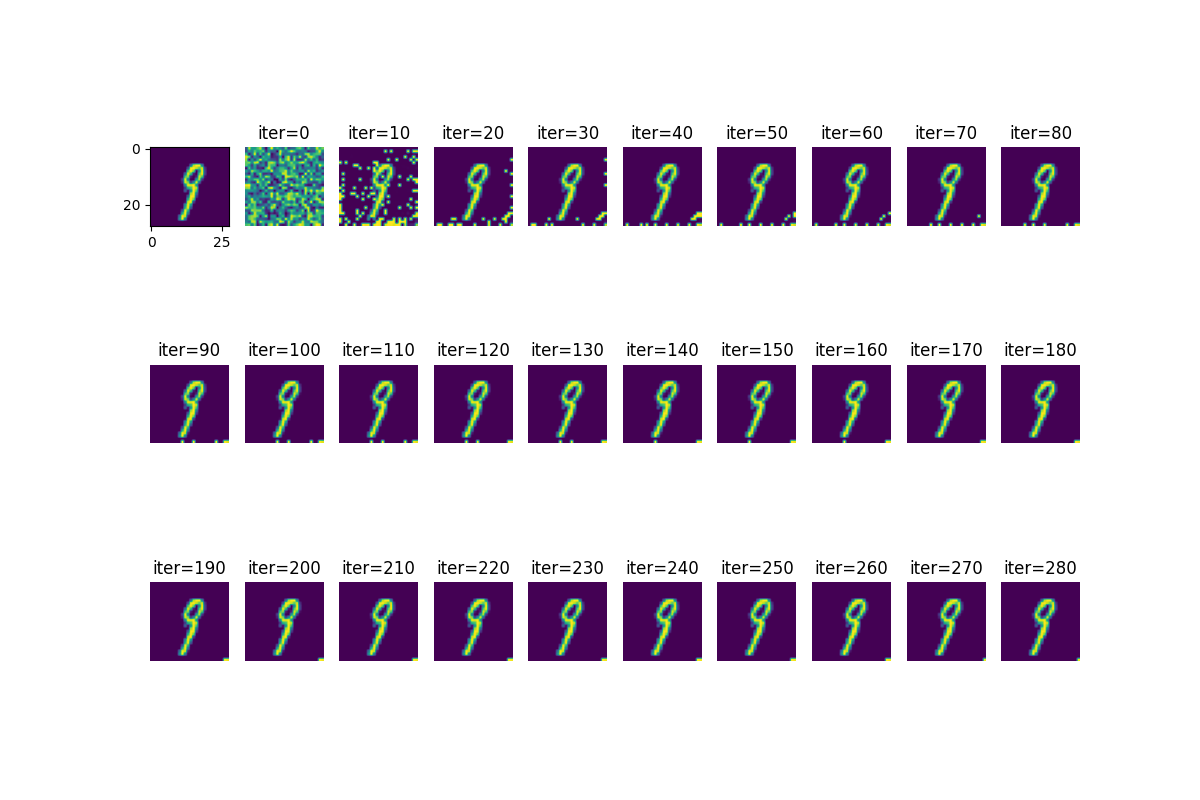 iter=0 iter=10 iter=20 iter=30 iter=40 iter=50 iter=60 iter=70 iter=80
0
20
0 25
iter=90 iter=100 iter=110 iter=120 iter=130 iter=140 iter=150 iter=160 iter=170 iter=180
iter=190 iter=200 iter=210 iter=220 iter=230 iter=240 iter=250 iter=260 iter=270 iter=280